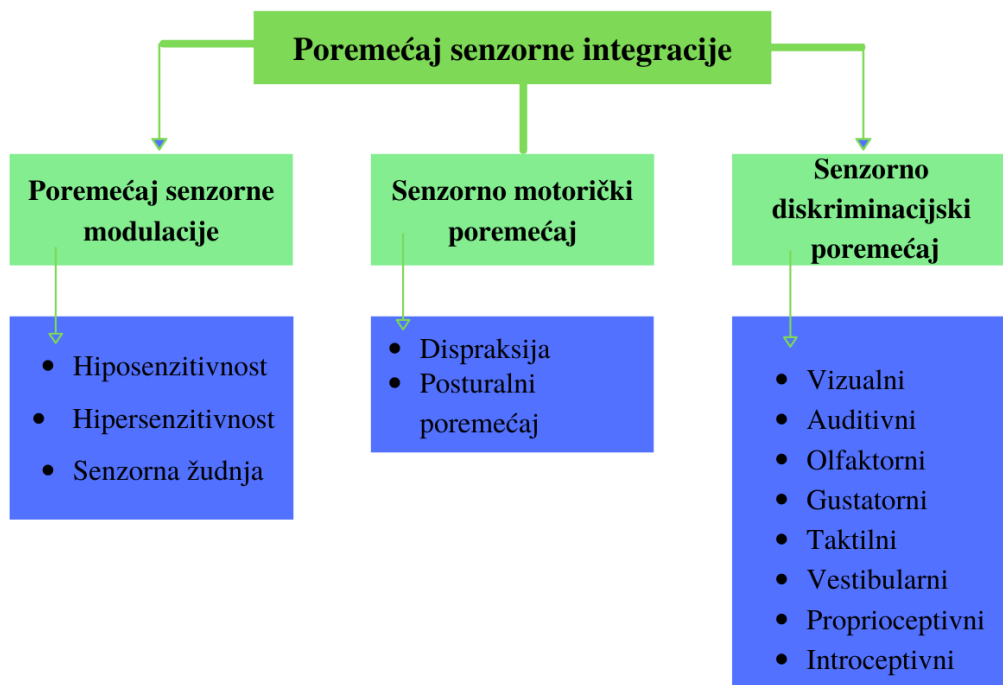 Poremećaj senzorne integracije
Poremećaj senzorne
modulacije
• Hiposenzitivnost
• Hipersenzitivnost
• Senzorna žudnja
Senzorno motorički
poremećaj
• Dispraksija
• Posturalni
poremećaj
Senzorno
diskriminacijski
poremećaj
• Vizualni
• Auditivni
• Olfaktorni
• Gustatorni
• Taktilni
• Vestibularni
• Proprioceptivni
• Introceptivni